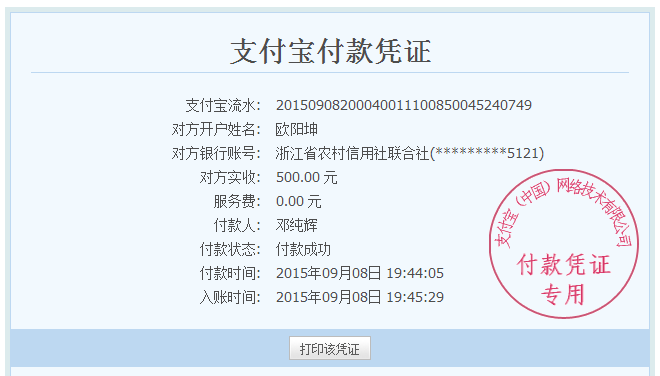 支付宝付款凭证
支付宝流水： 20150908200040011100850045240749
对方开户姓名： 欧阳坤
对方银行账号： 浙江省农村信用社联合社(*********5121)
对方实收： 500.00 元
服务费： 0.00 元
付款人： 邓纯辉
付款状态： 付款成功
付款时间： 2015年09月08日 19:44:05
入账时间： 2015年09月08日 19:45:29
支付宝（中国）网络技术有限公司
付款凭证
专用
打印该凭证